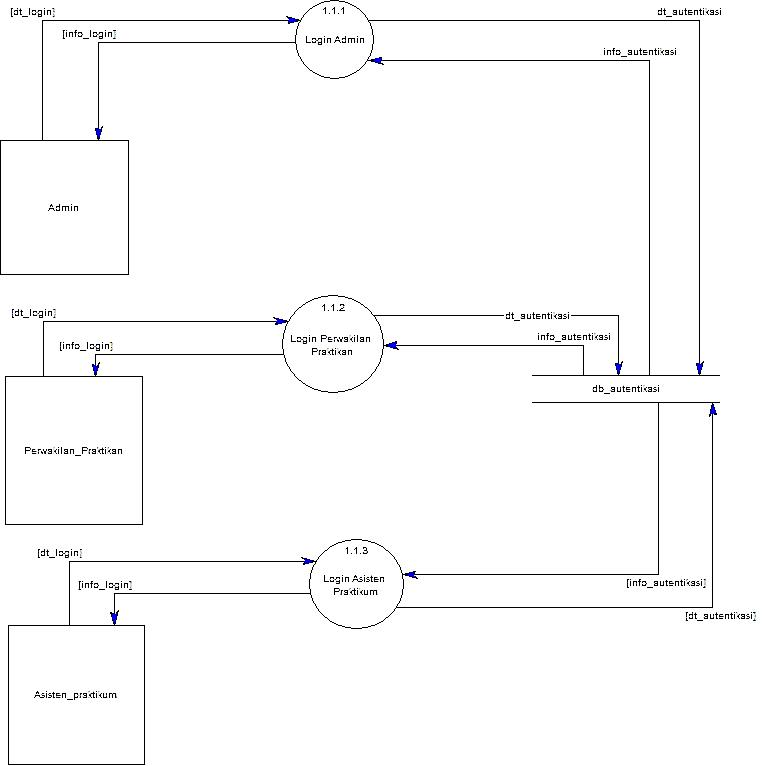 [dt_login]
1.1.1
dt_autentikasi
[info_login]
Login Admin
info_autentikasi
Admin
[dt_login]
1.1.2
dt_autentikasi
[info_login]
Login Perwakilan
Praktikan
info_autentikasi
db_autentikasi
Perwakilan_Praktikan
[dt_login]
1.1.3
[info_login]
Login Asisten
Praktikum
[info_autentikasi]
[dt_autentikasi]
Asisten_praktikum